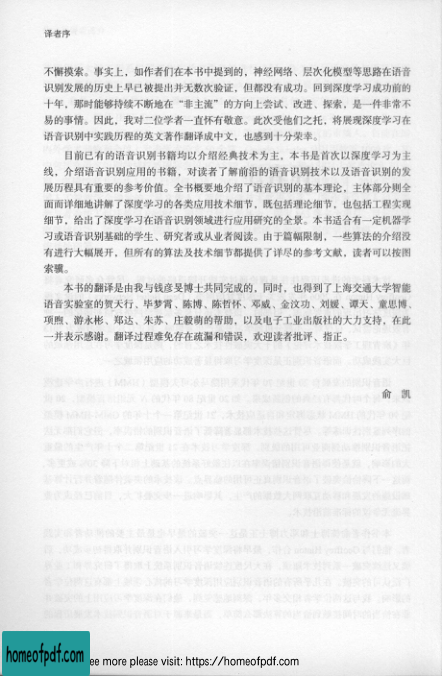 译者序
不懈摸索。事实上，如作者们在本书中提到的，神经网络、层次化模型等思路在语音
识别发展的历史上早已被提出并无数次验证，但都没有成功。回到深度学习成功前的
十年，那时能够持续不断地在“非主流”的方向上尝试、改进、探索，是一件非常不
易的事情。因此，我对二位学者一直怀有敬意。此次受他们之托，将展现深度学习在
语音识别中实践历程的英文著作翻译成中文，也感到十分荣幸。
目前已有的语音识别书籍均以介绍经典技术为主，本书是首次以深度学习为主
线，介绍语音识别应用的书籍，对读者了解前沿的语音识别技术以及语音识别的发
展历程具有重要的参考价值。全书概要地介绍了语音识别的基本理论，主体部分则全
面而详细地讲解了深度学习的各类应用技术细节，既包括理论细节，也包括工程实现
细节，给出了深度学习在语音识别领域进行应用研究的全景。本书适合有一定机器学
习或语音识别基础的学生、研究者或从业者阅读。由于篇幅限制，一些算法的介绍没
有进行大幅展开，但所有的算法及技术细节都提供了详尽的参考文献，读者可以按图
索骥。
本书的翻译是由我与钱彦旻博士共同完成的，同时，也得到了上海交通大学智能
语音实验室的贺天行、毕梦霄、陈博、陈哲怀、邓威、金汶功、刘媛、谭天、童思博、
项煦、游永彬、郑达、朱苏、庄毅萌的帮助，以及电子工业出版社的大力支持，在此
一并表示感谢。翻译过程难免存在疏漏和错误，欢迎读者批评、指正。
俞 凯
homeofpdf.com
ee more please visit: https://homeofpdf.com